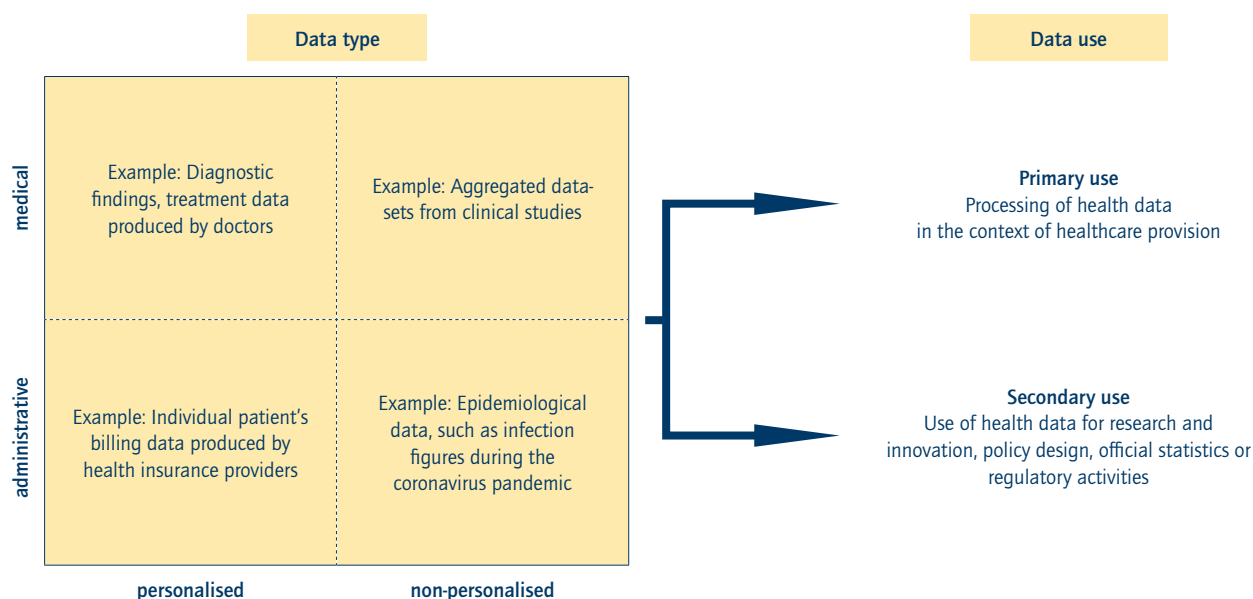 Data type
Data use
medical
Example: Diagnostic
findings, treatment data
produced by doctors
Example: Aggregated data-
sets from clinical studies
Primary use
Processing of health data
in the context of healthcare provision
administrative
Example: Individual patient’s
billing data produced by
health insurance providers
Example: Epidemiological
data, such as infection
figures during the
coronavirus pandemic
Secondary use
Use of health data for research and
innovation, policy design, official statistics or
regulatory activities
personalised
non-personalised